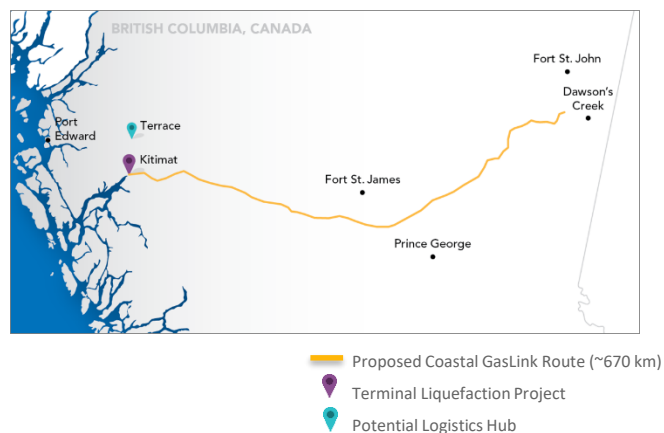 BRITISH COLUMBIA, CANADA
Fort St. John
Dawson's
Creek
Port
Edward
Terrace
Kitimat
Fort St. James
Prince George
Proposed Coastal GasLink Route (~670 km)
Terminal Liquefaction Project
Potential Logistics Hub